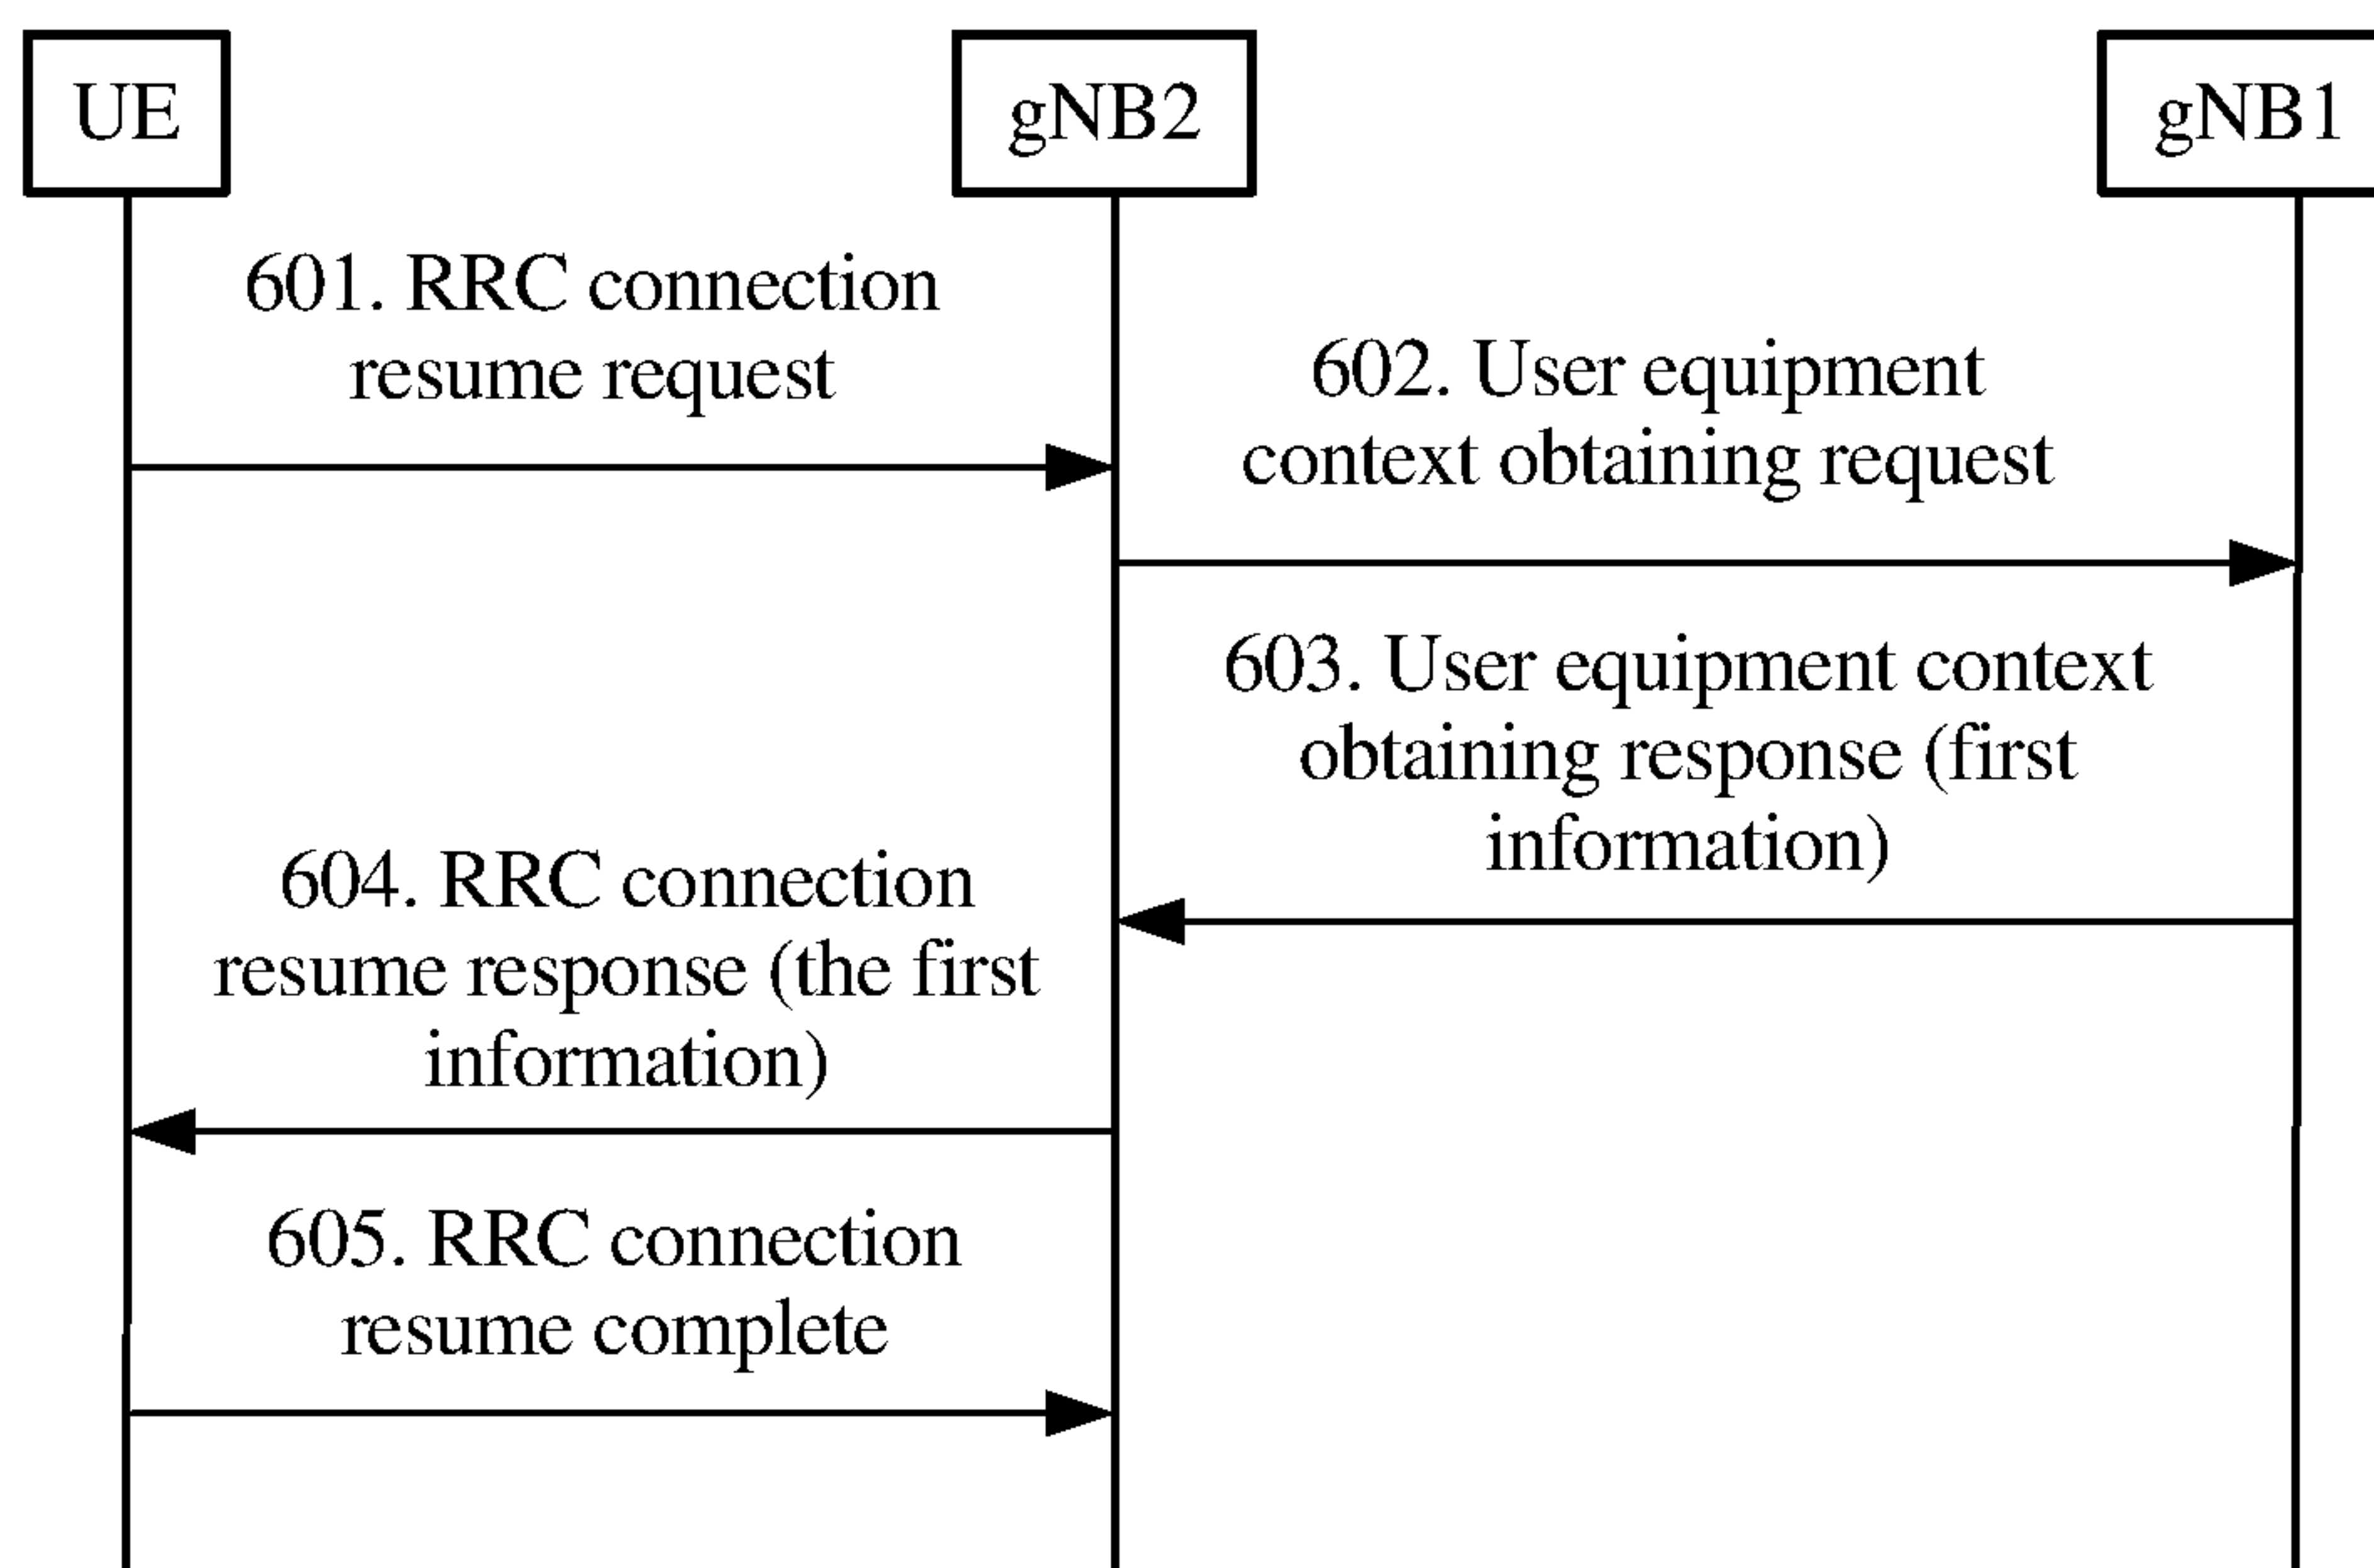 UE
gNB2
gNB1
601. RRC connection
resume request
602. User equipment
context obtaining request
603. User equipment context
obtaining response (first
information)
604. RRC connection
resume response (the first
information)
605. RRC connection
resume complete